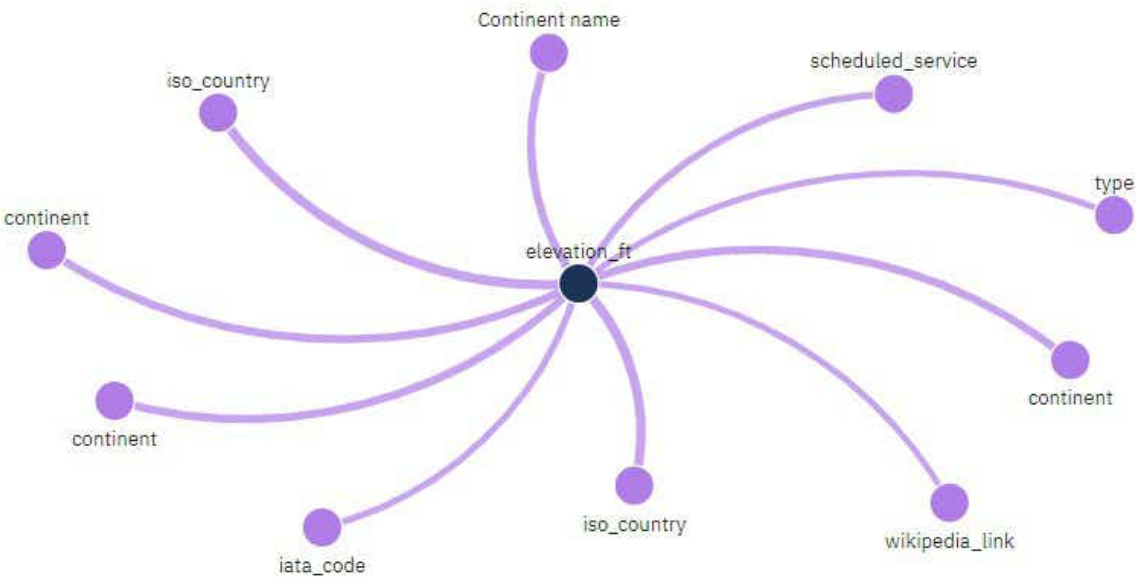 Continent name
scheduled_service
iso_country
type
continent
elevation_ft
continent
continent
iso_country
wikipedia_link
iata_code